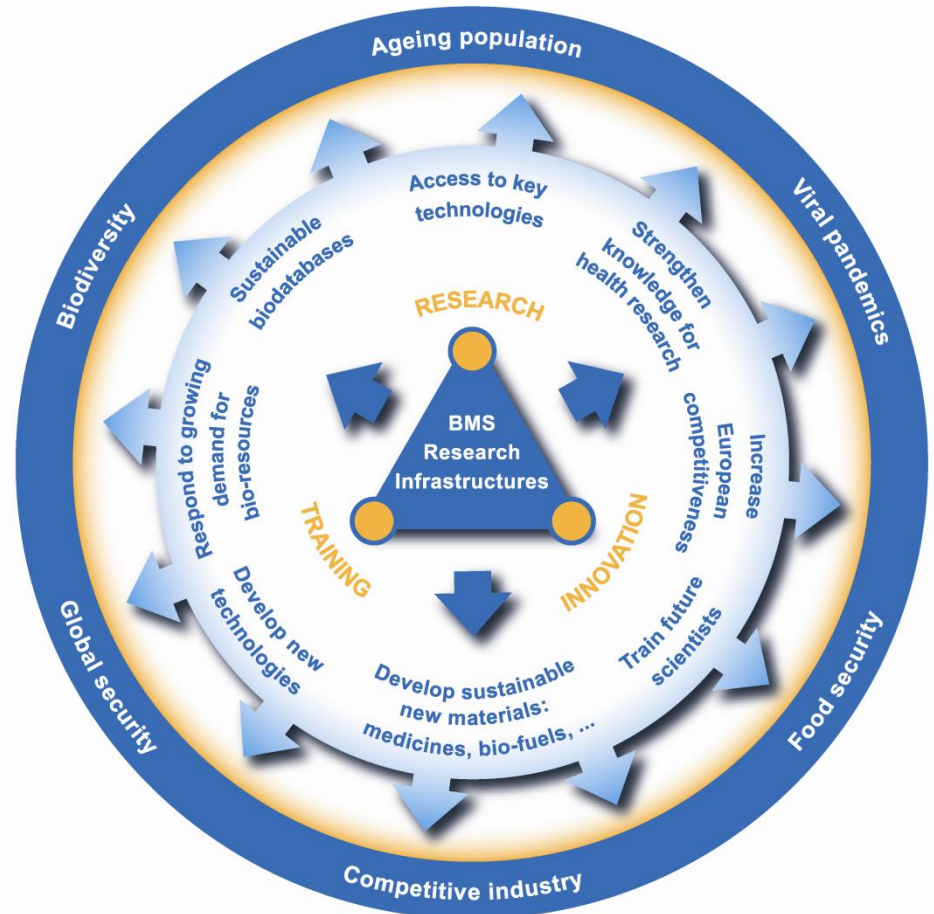 Ageing population
Viral pandemics
Food security
Competitive industry
Global security
Biodiversity
Access to key
technologies
Strengthen
knowledge for
health research
Increase
European
competitiveness
Train future
scientists
Develop sustainable
new materials:
medicines, bio-fuels, ...
Develop new
technologies
Respond to growing
demand for
bio-resources
Sustainable
biodatabases
RESEARCH
INNOVATION
TRAINING
BMS
Research
Infrastructures